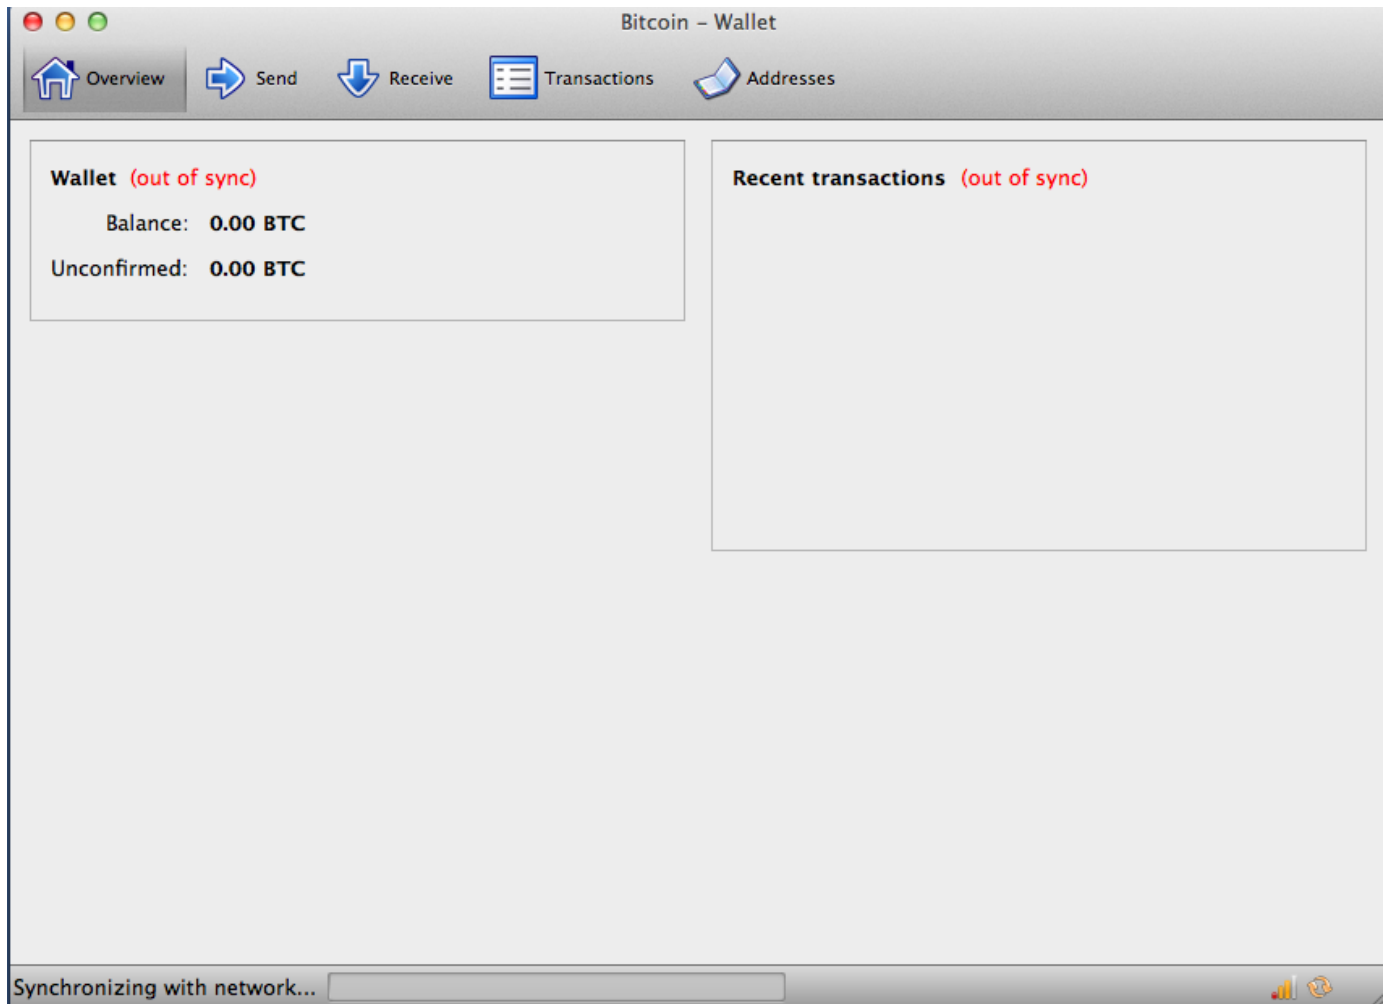 Bitcoin – Wallet
Overview Send Receive Transactions Addresses
Wallet (out of sync)
Balance: 0.00 BTC
Unconfirmed: 0.00 BTC
Recent transactions (out of sync)
Synchronizing with network...